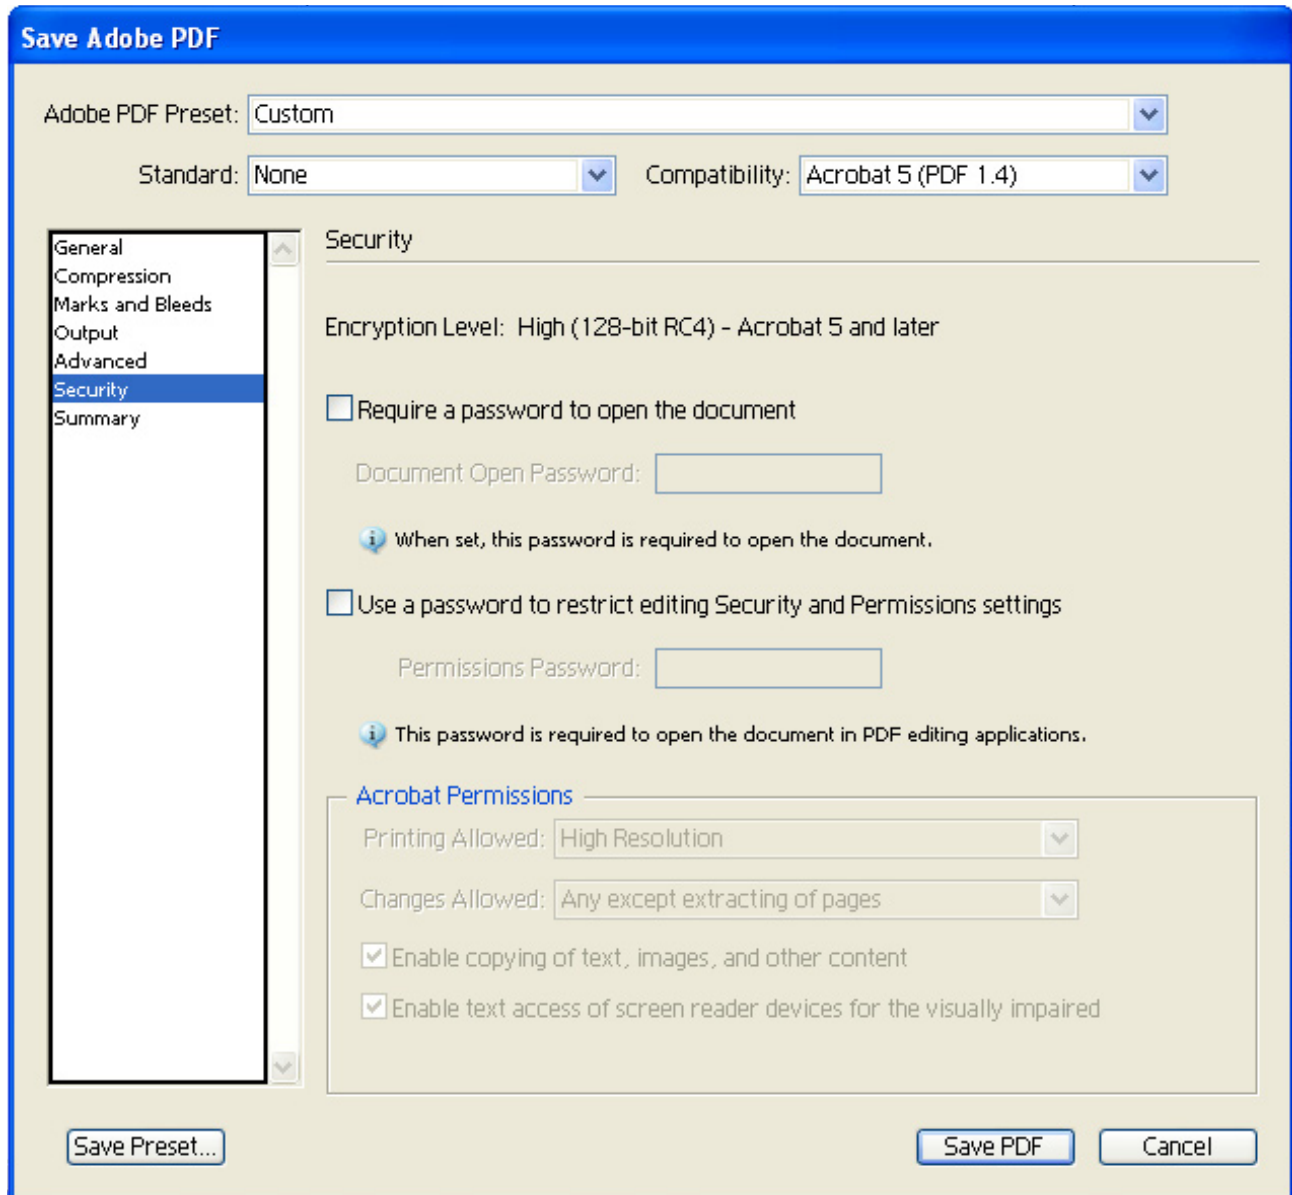 Save Adobe PDF
Adobe PDF Preset: Custom
Standard: None Compatibility: Acrobat 5 (PDF 1.4)
General
Compression
Marks and Bleeds
Output
Advanced
Security
Summary
Security
Encryption Level: High (128-bit RC4) - Acrobat 5 and later
Require a password to open the document
Document Open Password:
When set, this password is required to open the document.
Use a password to restrict editing Security and Permissions settings
Permissions Password:
This password is required to open the document in PDF editing applications.
Acrobat Permissions
Printing Allowed: High Resolution
Changes Allowed: Any except extracting of pages
Enable copying of text, images, and other content
Enable text access of screen reader devices for the visually impaired
Save Preset... Save PDF Cancel